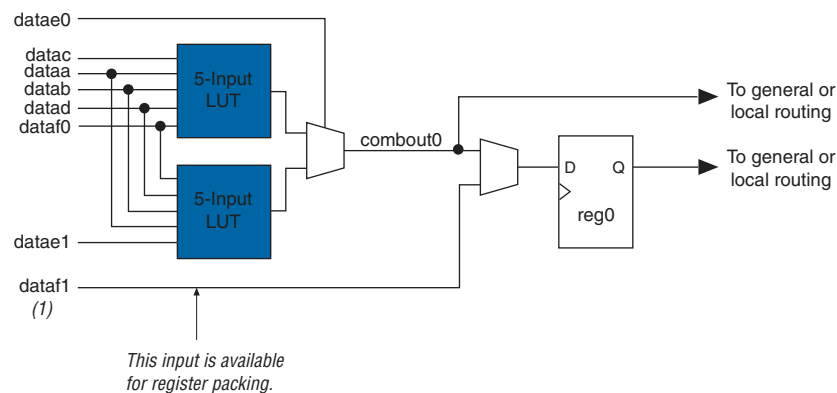 datae0
datac
dataa
datab
datad
dataf0
5-Input
LUT
combout0
To general or
local routing
D
Q
reg0
To general or
local routing
5-Input
LUT
datae1
dataf1
(1)
This input is available
for register packing.